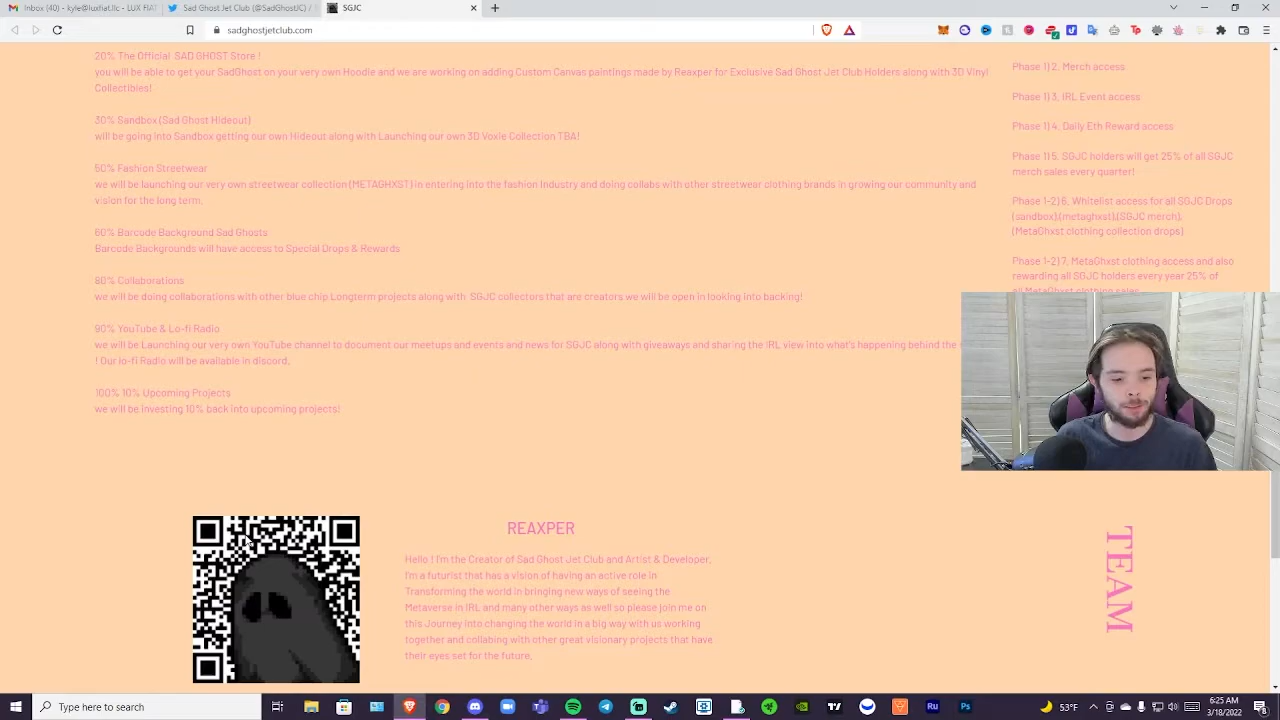 Inbox (40) - kyle@ludlat.llc - LUX RAT
Sad Ghost Jet Club (@SadGhostJC) /
SGJC
sadghostjetclub.com
20% The Official SAD GHOST Store !
you will be able to get your SadGhost on your very own Hoodie and we are working on adding Custom Canvas paintings made by Reaxper for Exclusive Sad Ghost Jet Club Holders along with 3D Vinyl
Collectibles!
30% Sandbox (Sad Ghost Hideout)
will be going into Sandbox getting our own Hideout along with Launching our own 3D Voxie Collection TBA!
50% Fashion Streetwear
we will be launching our very own streetwear collection (METAGHXST) in entering into the fashion Industry and doing collabs with other streetwear clothing brands in growing our community and
vision for the long term.
60% Barcode Background Sad Ghosts
Barcode Backgrounds will have access to Special Drops & Rewards
80% Collaborations
we will be doing collaborations with other blue chip Longterm projects along with SGJC collectors that are creators we will be open in looking into backing!
90% YouTube & Lo-fi Radio
we will be Launching our very own YouTube channel to document our meetups and events and news for SGJC along with giveaways and sharing the IRL view into what's happening behind the
! Our lo-fi Radio will be available in discord.
100% 10% Upcoming Projects
we will be investing 10% back into upcoming projects!
Phase 1) 2. Merch access
Phase 1) 3. IRL Event access
Phase 1) 4. Daily Eth Reward access
Phase 1) 5. SGJC holders will get 25% of all SGJC
merch sales every quarter!
Phase 1-2) 6. Whitelist access for all SGJC Drops
(sandbox),(metaghxst),(SGJC merch),
(MetaGhxst clothing collection drops)
Phase 1-2) 7. MetaGhxst clothing access and also
rewarding all SGJC holders every year 25% of
all MetaGhxst clothing sales
REAXPER
Hello ! I'm the Creator of Sad Ghost Jet Club and Artist & Developer.
I'm a futurist that has a vision of having an active role in
Transforming the world in bringing new ways of seeing the
Metaverse in IRL and many other ways as well so please join me on
this Journey into changing the world in a big way with us working
together and collabing with other great visionary projects that have
their eyes set for the future.
TEAM
Type here to search
53°F
6:25 AM
3/18/2022